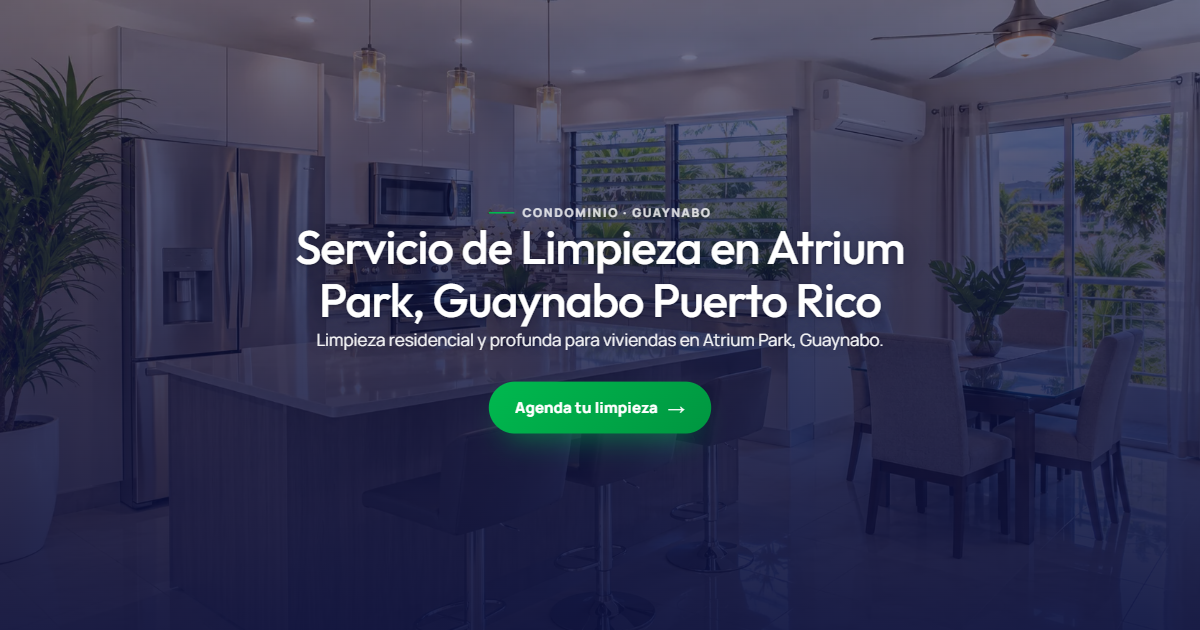 CONDOMINIO · GUAYNABO
Servicio de Limpieza en Atrium
Park, Guaynabo Puerto Rico
Limpieza residencial y profunda para viviendas en Atrium Park, Guaynabo.
Agenda tu limpieza →